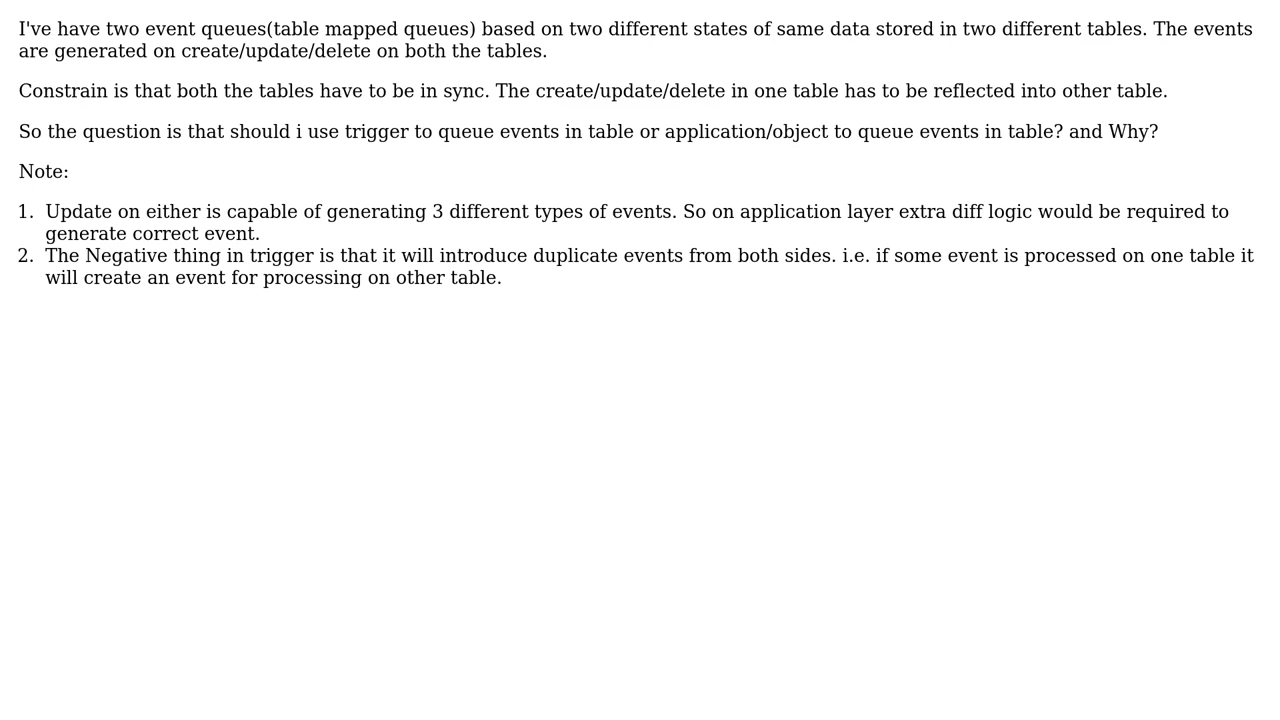 I've have two event queues(table mapped queues) based on two different states of same data stored in two different tables. The events
are generated on create/update/delete on both the tables.
Constrain is that both the tables have to be in sync. The create/update/delete in one table has to be reflected into other table.
So the question is that should i use trigger to queue events in table or application/object to queue events in table? and Why?
Note:
1. Update on either is capable of generating 3 different types of events. So on application layer extra diff logic would be required to
generate correct event.
2. The Negative thing in trigger is that it will introduce duplicate events from both sides. i.e. if some event is processed on one table it
will create an event for processing on other table.